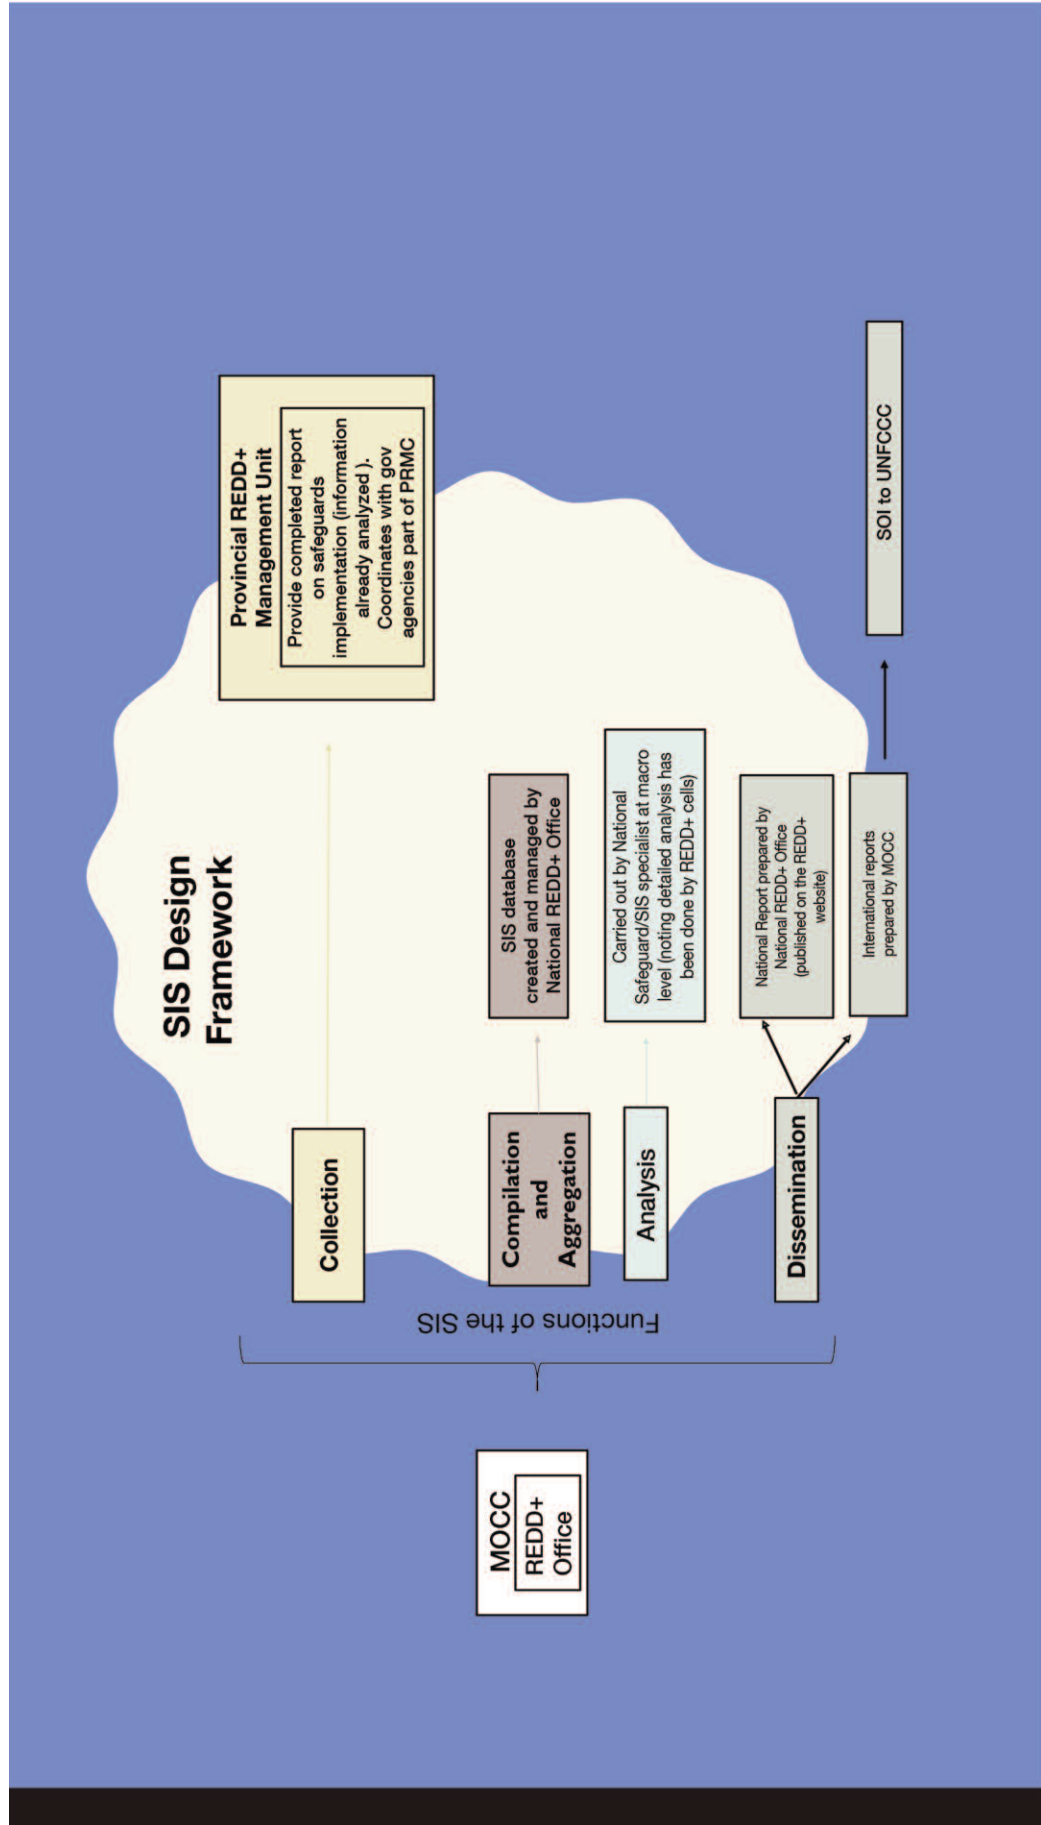 SIS Design
Framework
MOCC
REDD+
Office
Functions of the SIS
Collection
Provincial REDD+
Management Unit
Provide completed report
on safeguards
implementation (information
already analyzed ).
Coordinates with gov
agencies part of PRMC
Compilation
and
Aggregation
SIS database
created and managed by
National REDD+ Office
Analysis
Carried out by National
Safeguard/SIS specialist at macro
level (noting detailed analysis has
been done by REDD+ cells)
Dissemination
National Report prepared by
National REDD+ Office
(published on the REDD+
website)
International reports
prepared by MOCC
SOI to UNFCCC